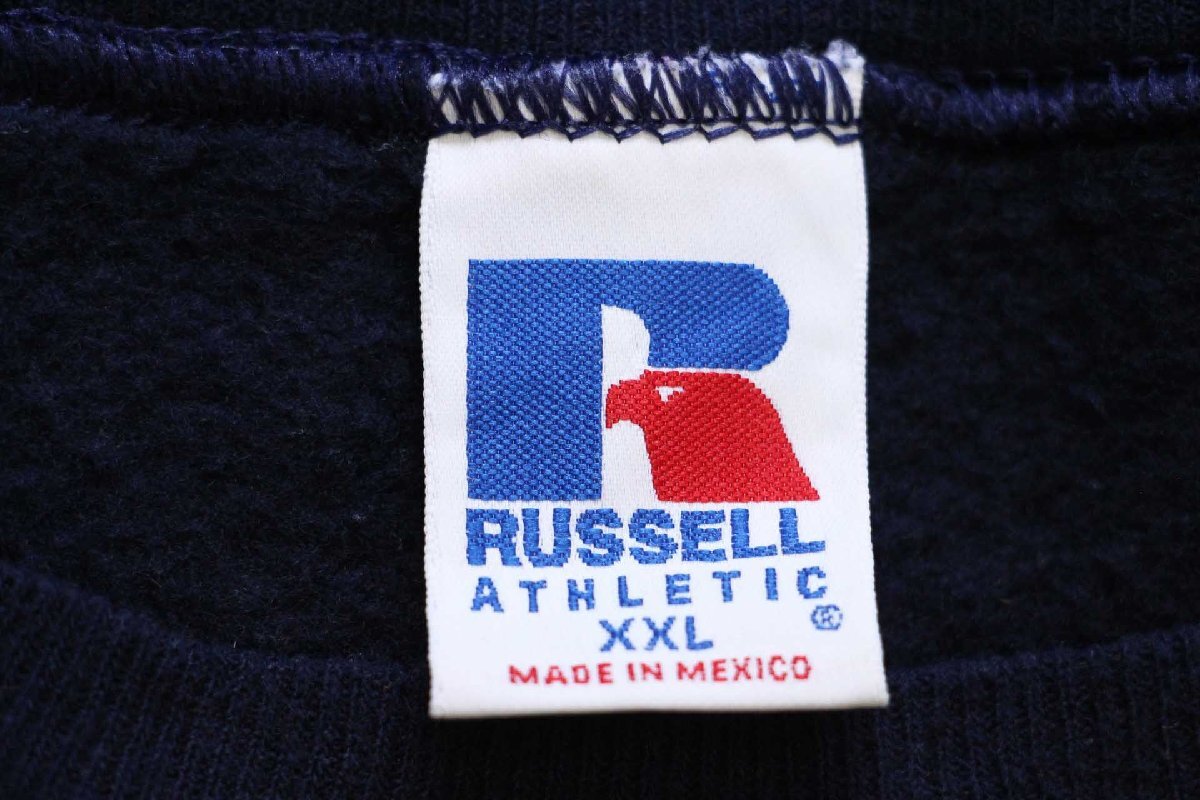 RUSSELL
ATHLETIC
®
XXL
MADE IN MEXICO